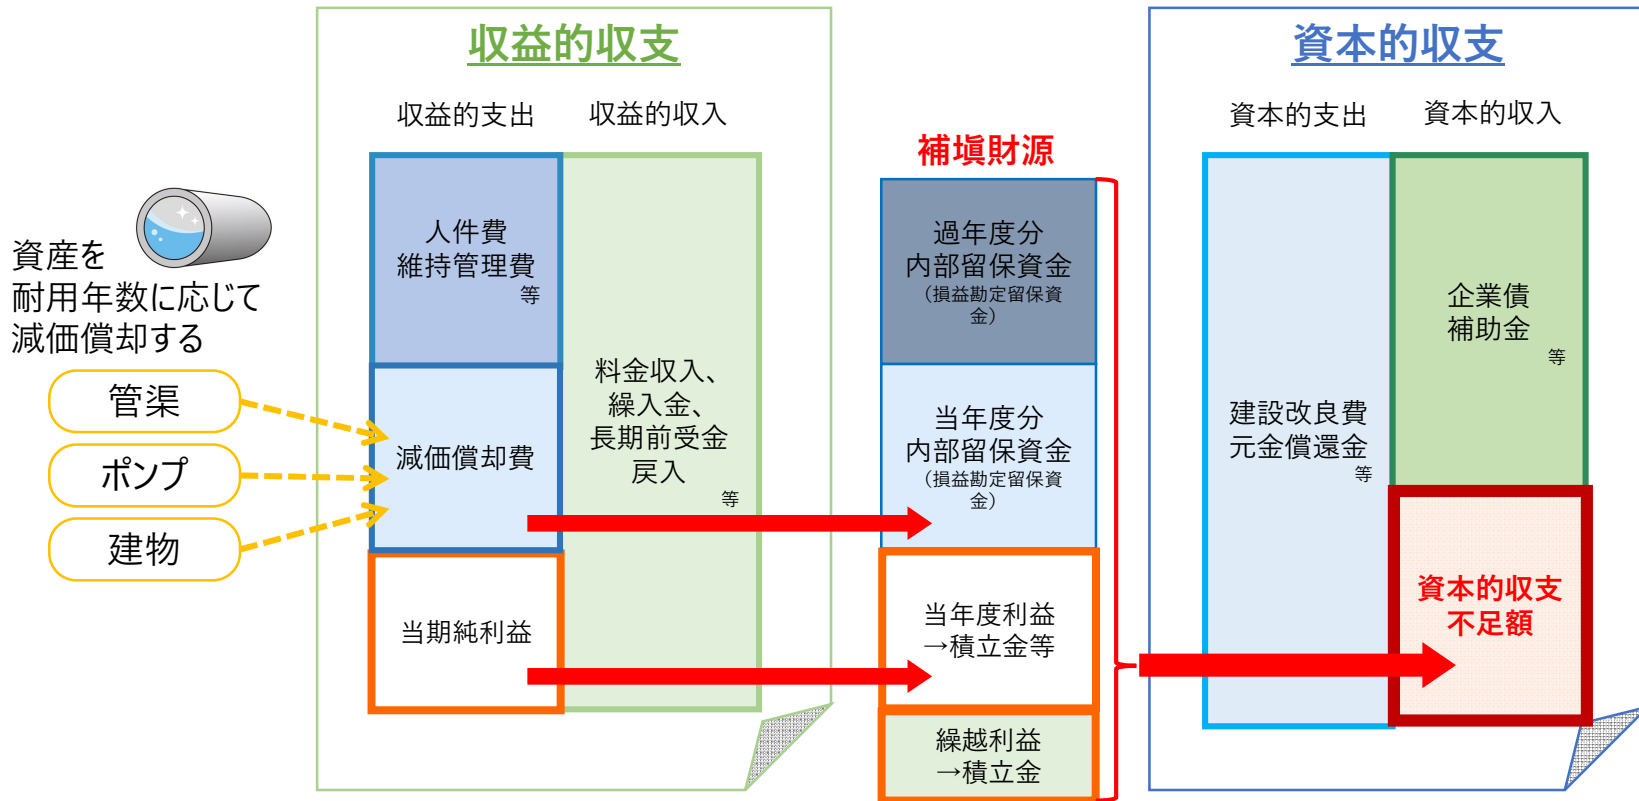 収益的収支
資本的収支
収益的支出
収益的収入
資本的支出
資本的収入
補塡財源
資産を
耐用年数に応じて
減価償却する
管渠
ポンプ
建物
人件費
維持管理費
等
減価償却費
当期純利益
料金収入、
繰入金、
長期前受金
戻入
等
過年度分
内部留保資金
（損益勘定留保資
金）
当年度分
内部留保資金
（損益勘定留保資
金）
当年度利益
→積立金等
繰越利益
→積立金
建設改良費
元金償還金
等
企業債
補助金
等
資本的収支
不足額